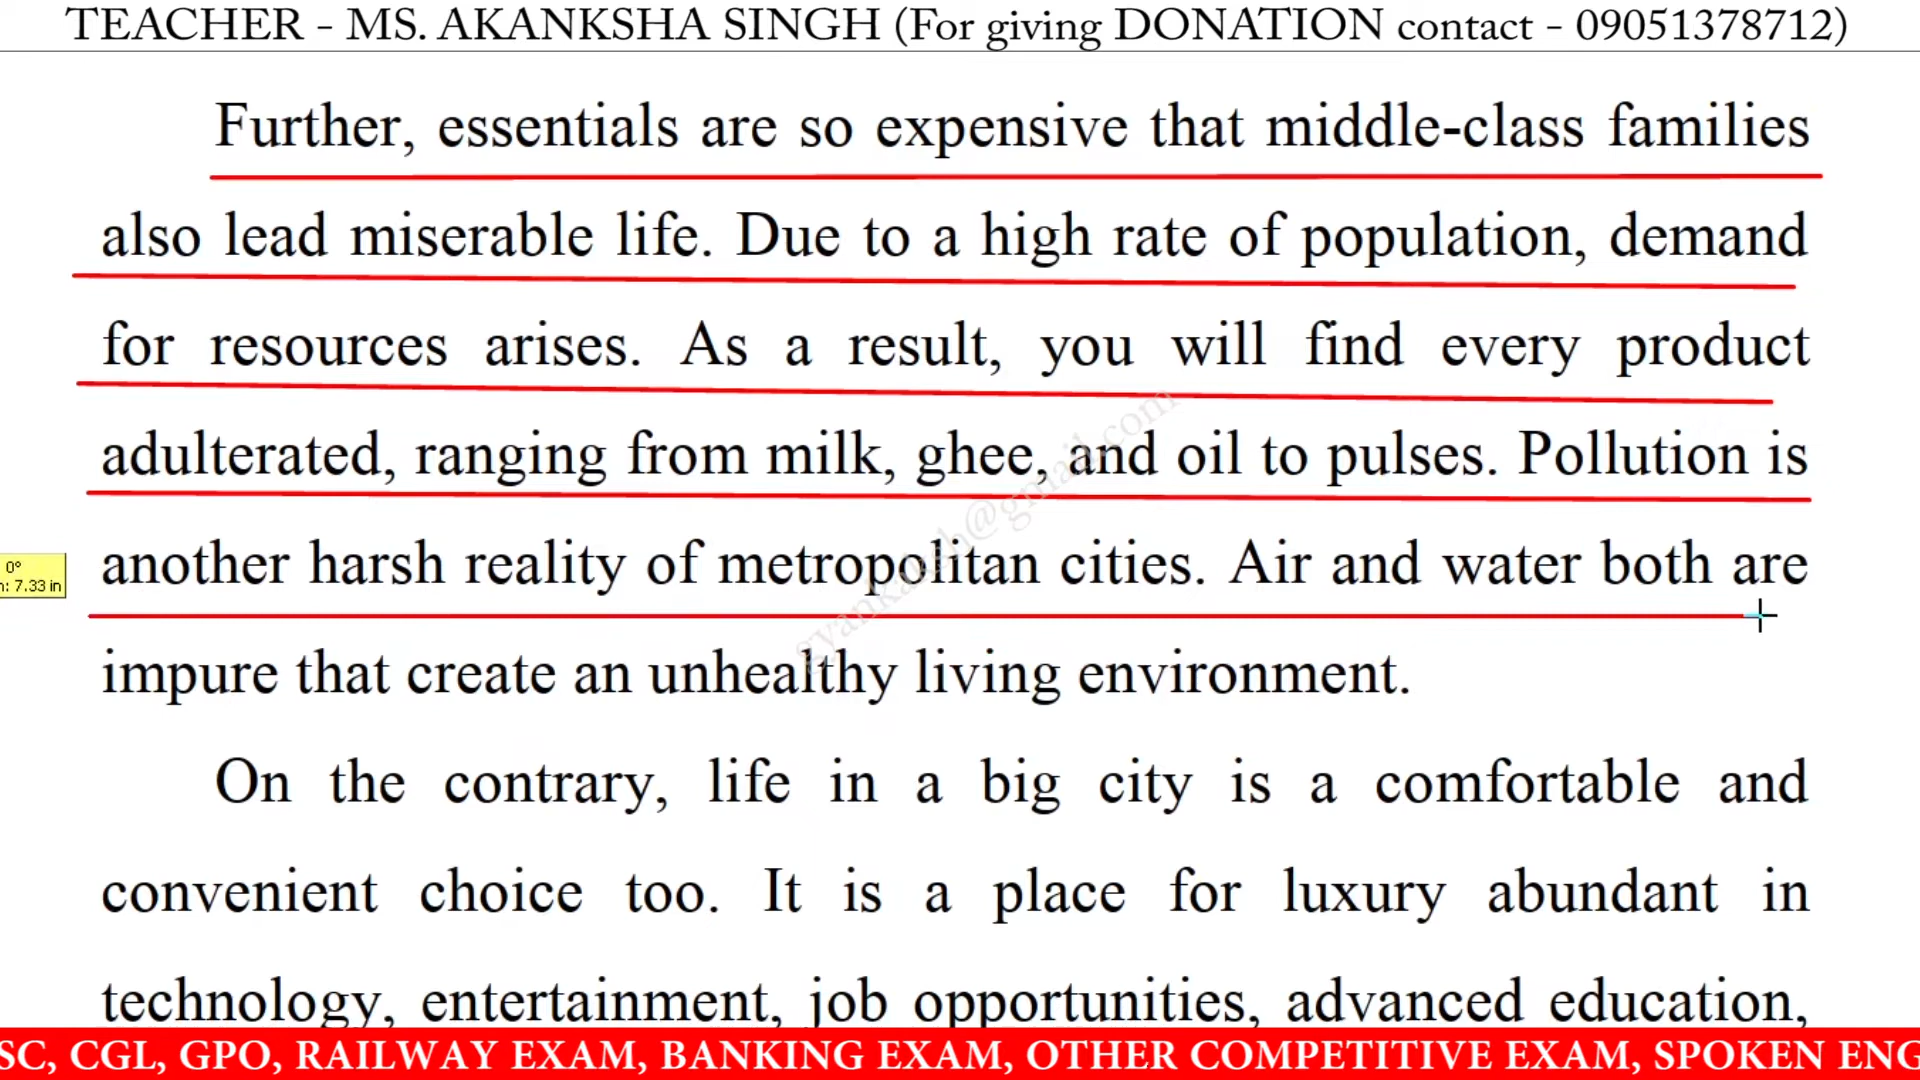 TEACHER - MS. AKANKSHA SINGH (For giving DONATION contact - 09051378712)
Further, essentials are so expensive that middle-class families
also lead miserable life. Due to a high rate of population, demand
for resources arises. As a result, you will find every product
adulterated, ranging from milk, ghee, and oil to pulses. Pollution is
another harsh reality of metropolitan cities. Air and water both are
impure that create an unhealthy living environment.
On the contrary, life in a big city is a comfortable and
convenient choice too. It is a place for luxury abundant in
technology, entertainment, job opportunities, advanced education,
0°
: 7.33 in
SC, CGL, GPO, RAILWAY EXAM, BANKING EXAM, OTHER COMPETITIVE EXAM, SPOKEN ENG